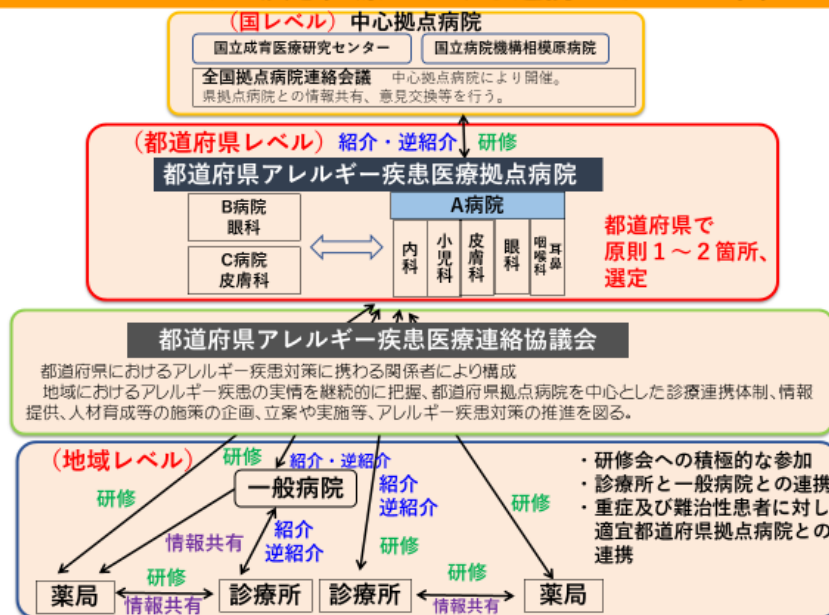 (国レベル) 中心拠点病院
国立成育医療研究センター
国立病院機構相模原病院
全国拠点病院連絡会議 中心拠点病院により開催。
県拠点病院との情報共有、意見交換等を行う。
(都道府県レベル) 紹介・逆紹介 研修
都道府県アレルギー疾患医療拠点病院
B病院
眼科
C病院
皮膚科
A病院
内科
小児科
皮膚科
眼科
耳鼻
咽喉科
都道府県で
原則1~2箇所、
選定
都道府県アレルギー疾患医療連絡協議会
都道府県におけるアレルギー疾患対策に携わる関係者により構成
地域におけるアレルギー疾患の実情を継続的に把握、都道府県拠点病院を中心とした診療連携体制、情報
提供、人材育成等の施策の企画、立案や実施等、アレルギー疾患対策の推進を図る。
(地域レベル)
研修
紹介・逆紹介
一般病院
研修
情報共有
紹介
逆紹介
紹介
逆紹介
研修
研修
・研修会への積極的な参加
・診療所と一般病院との連携
・重症及び難治性患者に対し
適宜都道府県拠点病院との
連携
薬局
研修
情報共有
診療所
診療所
研修
情報共有
薬局